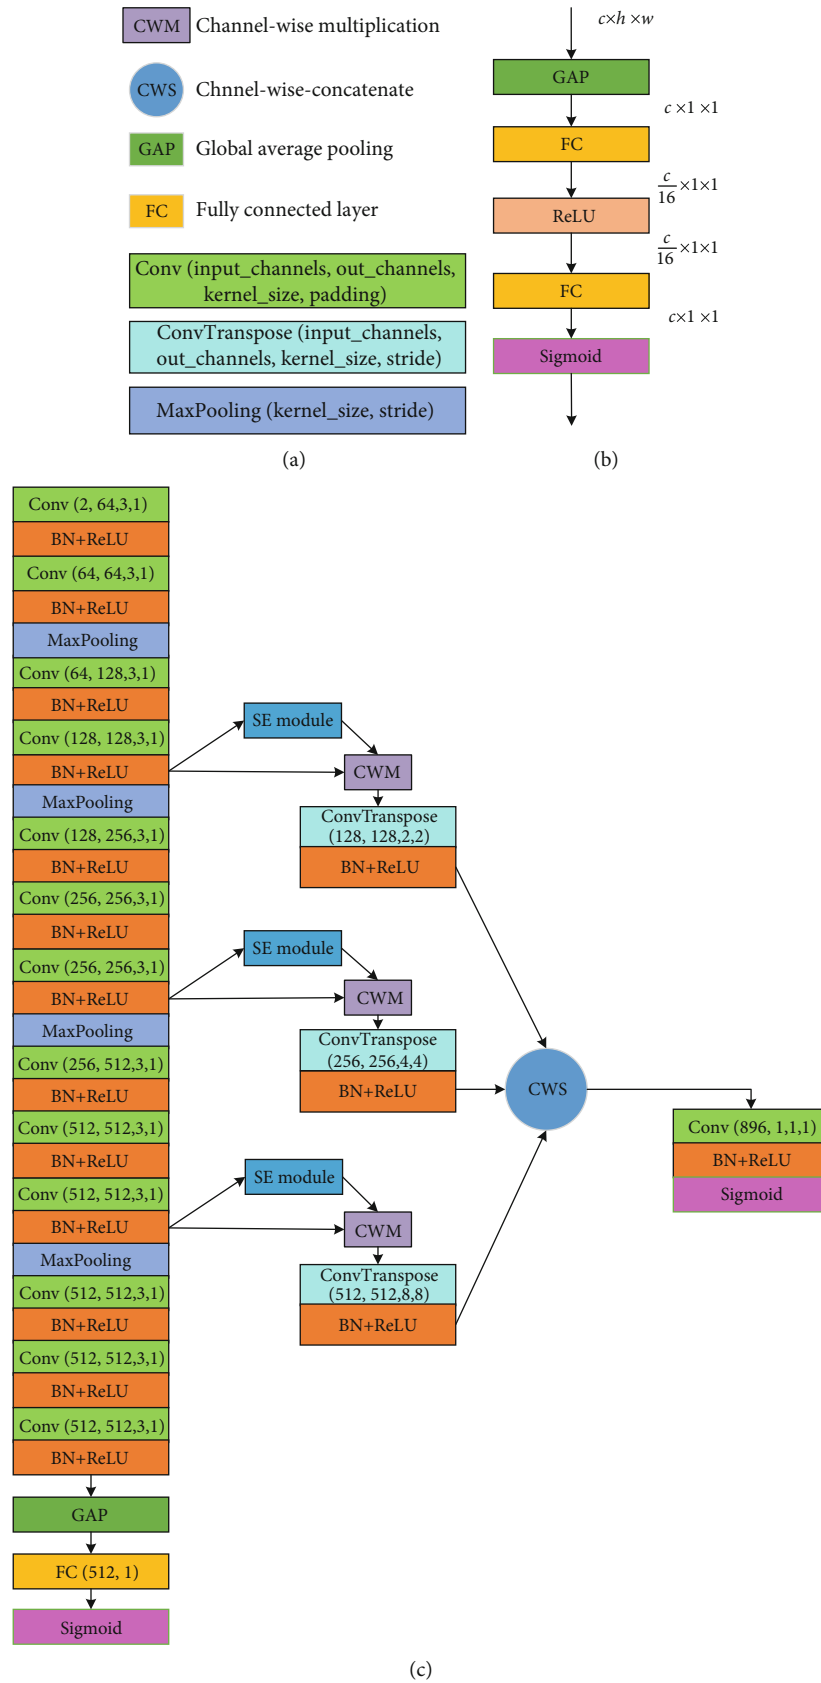 CWM Channel-wise multiplication
CWS Chnnel-wise-concatenate
GAP Global average pooling
FC Fully connected layer
Conv (input_channels, out_channels,
kernel_size, padding)
ConvTranspose (input_channels,
out_channels, kernel_size, stride)
MaxPooling (kernel_size, stride)
(a)
c×h ×w
GAP
c ×1 ×1
FC
c/16 ×1×1
ReLU
c/16 ×1×1
FC
c×1 ×1
Sigmoid
(b)
Conv (2, 64,3,1)
BN+ReLU
Conv (64, 64,3,1)
BN+ReLU
MaxPooling
Conv (64, 128,3,1)
BN+ReLU
Conv (128, 128,3,1)
BN+ReLU
MaxPooling
Conv (128, 256,3,1)
BN+ReLU
Conv (256, 256,3,1)
BN+ReLU
Conv (256, 256,3,1)
BN+ReLU
MaxPooling
Conv (256, 512,3,1)
BN+ReLU
Conv (512, 512,3,1)
BN+ReLU
Conv (512, 512,3,1)
BN+ReLU
MaxPooling
Conv (512, 512,3,1)
BN+ReLU
Conv (512, 512,3,1)
BN+ReLU
Conv (512, 512,3,1)
BN+ReLU
GAP
FC (512, 1)
Sigmoid
SE module
CWM
ConvTranspose
(128, 128,2,2)
BN+ReLU
SE module
CWM
ConvTranspose
(256, 256,4,4)
BN+ReLU
SE module
CWM
ConvTranspose
(512, 512,8,8)
BN+ReLU
CWS
Conv (896, 1,1,1)
BN+ReLU
Sigmoid
(c)